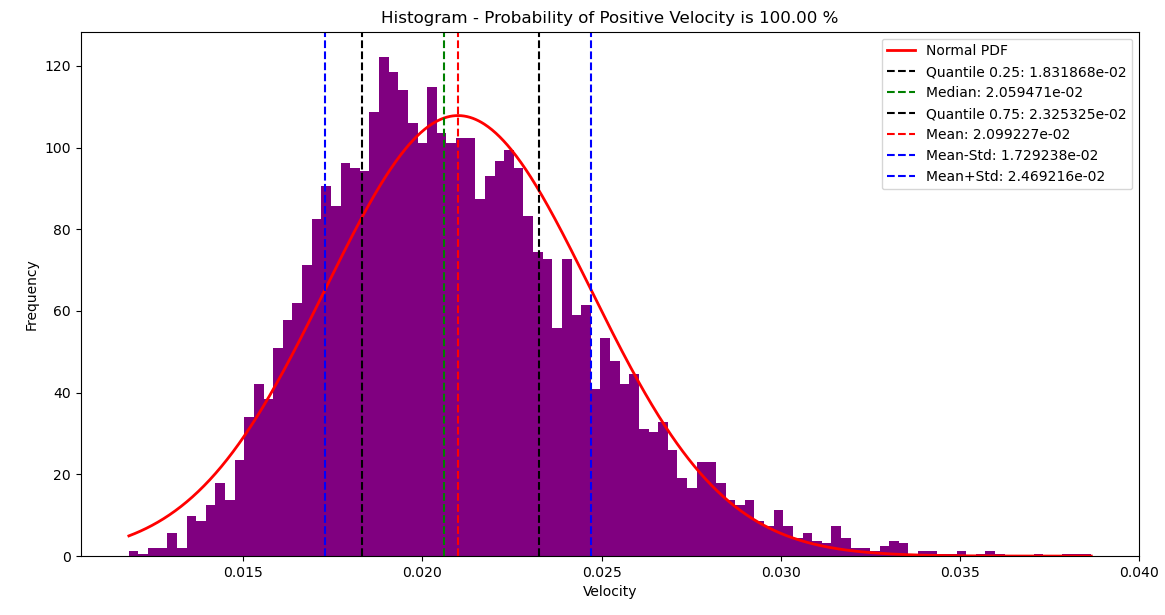 Histogram - Probability of Positive Velocity is 100.00 %
Normal PDF
Quantile 0.25: 1.831868e-02
Median: 2.059471e-02
Quantile 0.75: 2.325325e-02
Mean: 2.099227e-02
Mean-Std: 1.729238e-02
Mean+Std: 2.469216e-02
Frequency
120
100
80
60
40
20
0
0.015
0.020
0.025
0.030
0.035
0.040
Velocity